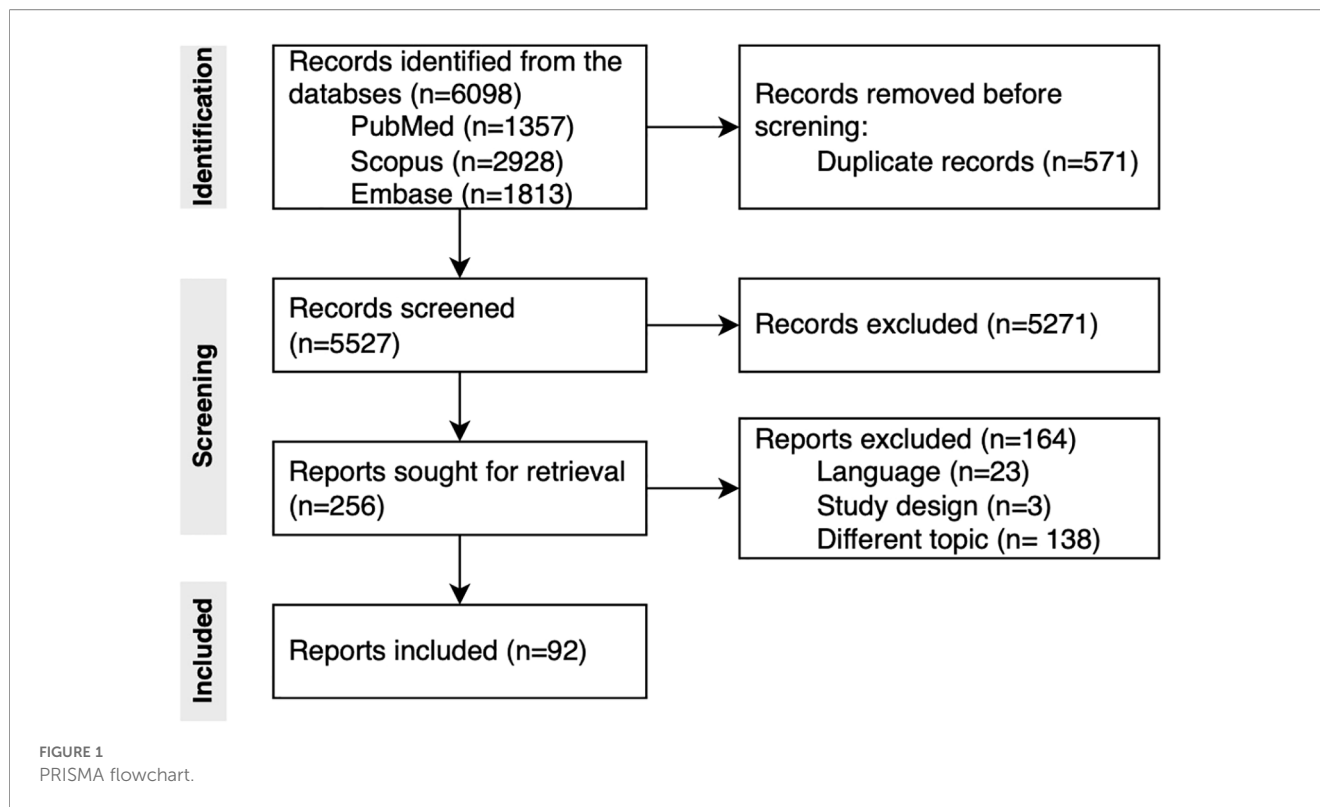 Identification
Records identified from the
databses (n=6098)
PubMed (n=1357)
Scopus (n=2928)
Embase (n=1813)
Records removed before
screning:
Duplicate records (n=571)
Screening
Records screened
(n=5527)
Records excluded (n=5271)
Reports sought for retrieval
(n=256)
Reports excluded (n=164)
Language (n=23)
Study design (n=3)
Different topic (n= 138)
Included
Reports included (n=92)
FIGURE 1
PRISMA flowchart.